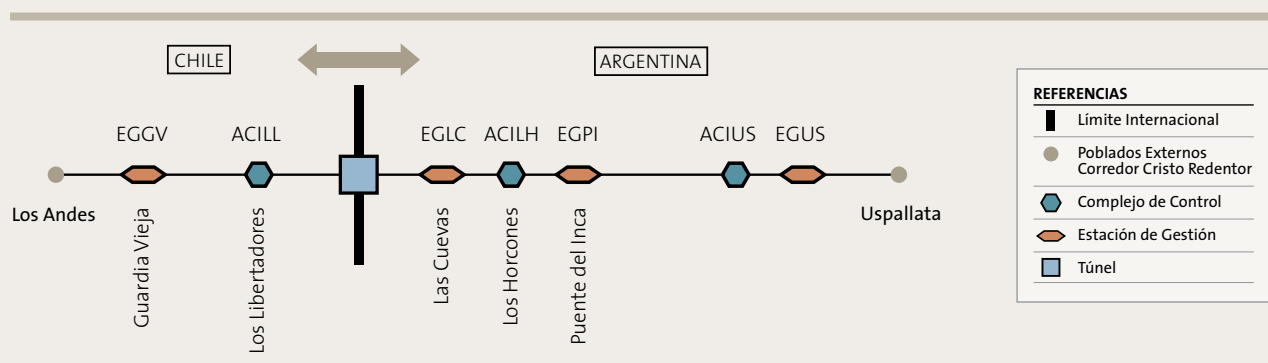 CHILE
ARGENTINA
EGGV
ACILL
EGLC
ACILH
EGPI
ACIUS
EGUS
Los Andes
Uspallata
Guardia Vieja
Los Libertadores
Las Cuevas
Los Horcones
Puente del Inca
REFERENCIAS
Límite Internacional
Poblados Externos
Corredor Cristo Redentor
Complejo de Control
Estación de Gestión
Túnel